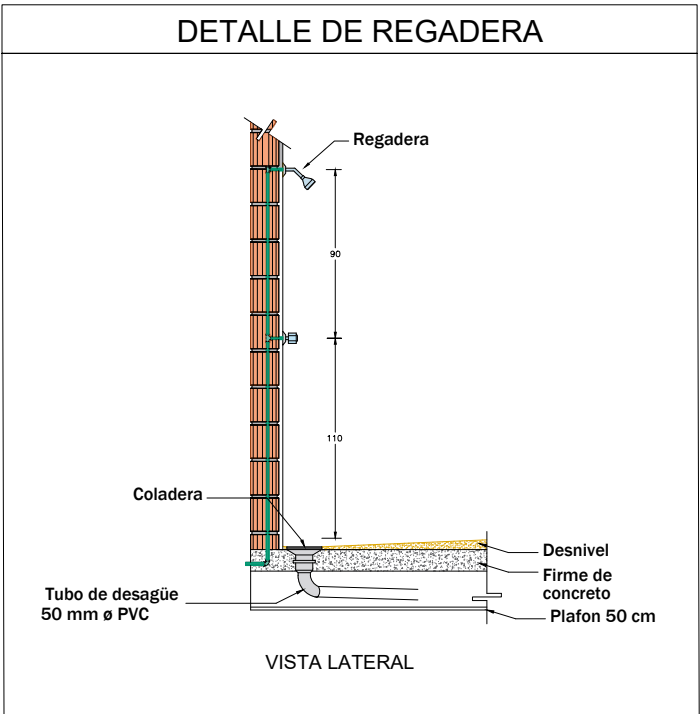 DETALLE DE REGADERA
Regadera
90
110
Coladera
Desnivel
Firme de
concreto
Tubo de desagüe
50 mm ø PVC
Plafon 50 cm
VISTA LATERAL